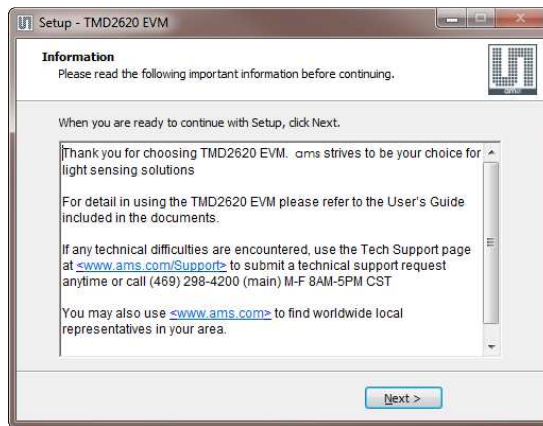 Setup - TMD2620 EVM
Information
Please read the following important information before continuing.
am
When you are ready to continue with Setup, click Next.
Thank you for choosing TMD2620 EVM. ams strives to be your choice for
light sensing solutions
For detail in using the TMD2620 EVM please refer to the User's Guide
included in the documents.
If any technical difficulties are encountered, use the Tech Support page
at <www.ams.com/Support> to submit a technical support request
anytime or call (469) 298-4200 (main) M-F 8AM-5PM CST
You may also use <www.ams.com> to find worldwide local
representatives in your area.
Next >